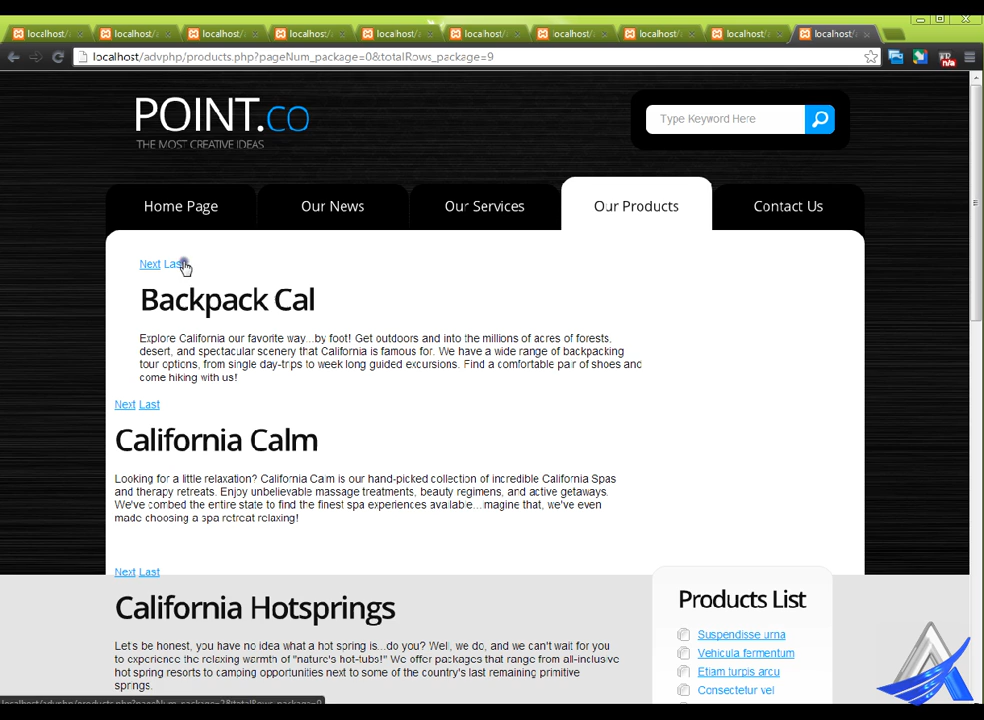 localhost/ localhost/ localhost/ localhost/ localhost/ localhost/ localhost/ localhost/ localhost/ localhost/
localhost/advphp/products.php?pageNum_package=0&totalRows_package=9
POINT.CO
THE MOST CREATIVE IDEAS
Type Keyword Here
Home Page Our News Our Services Our Products Contact Us
Next Last
Backpack Cal
Explore California our favorite way...by foot! Get outdoors and into the millions of acres of forests,
desert, and spectacular scenery that California is famous for. We have a wide range of backpacking
tour options, from single day-trips to week long guided excursions. Find a comfortable pair of shoes and
come hiking with us!
Next Last
California Calm
Looking for a little relaxation? California Calm is our hand-picked collection of incredible California Spas
and therapy retreats. Enjoy unbelievable massage treatments, beauty regimens, and active getaways.
We've combed the entire state to find the finest spa experiences available...imagine that, we've even
made choosing a spa retreat relaxing!
Next Last
California Hotsprings
Let's be honest, you have no idea what a hot spring is...do you? Well, we do, and we can't wait for you
to experience the relaxing warmth of "nature's hot-tubs!" We offer packages that range from all-inclusive
hot spring resorts to camping opportunities next to some of the country's last remaining primitive
springs.
Products List
Suspendisse urna
Vehicula fermentum
Etiam turpis arcu
Consectetur vel